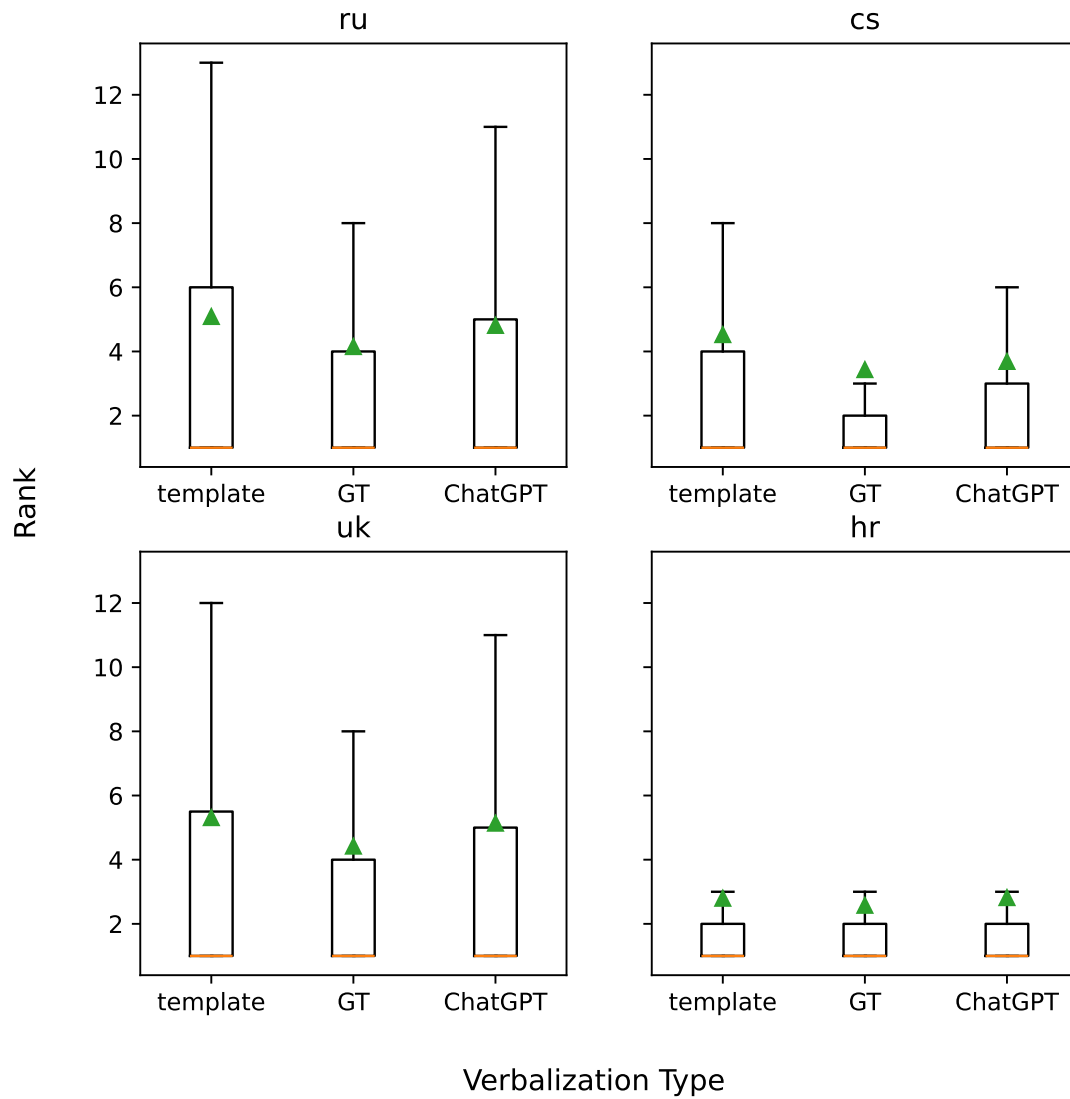 ru
cs
12
10
8
6
4
2
template GT ChatGPT
template GT ChatGPT
Rank
uk
hr
12
10
8
6
4
2
template GT ChatGPT
template GT ChatGPT
Verbalization Type